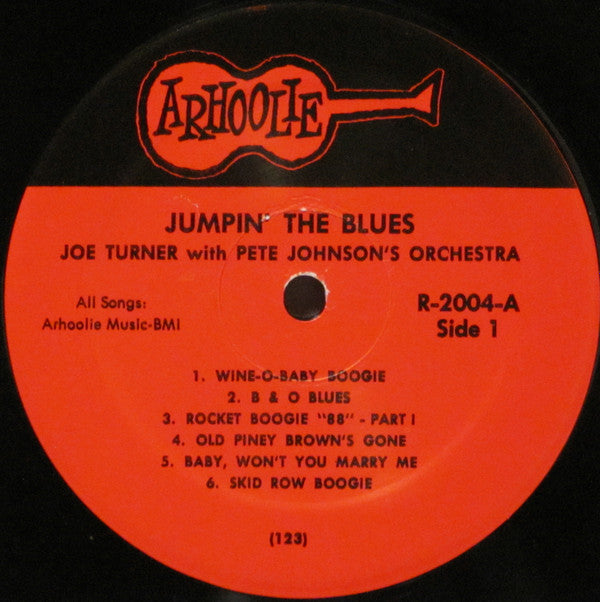 ARHOOLIE
JUMPIN' THE BLUES
JOE TURNER with PETE JOHNSON'S ORCHESTRA
All Songs:
Arhoolie Music-BMI
R-2004-A
Side 1
1. WINE-O-BABY BOOGIE
2. B & O BLUES
3. ROCKET BOOGIE "88" - PART I
4. OLD PINEY BROWN'S GONE
5. BABY, WON'T YOU MARRY ME
6. SKID ROW BOOGIE
(123)